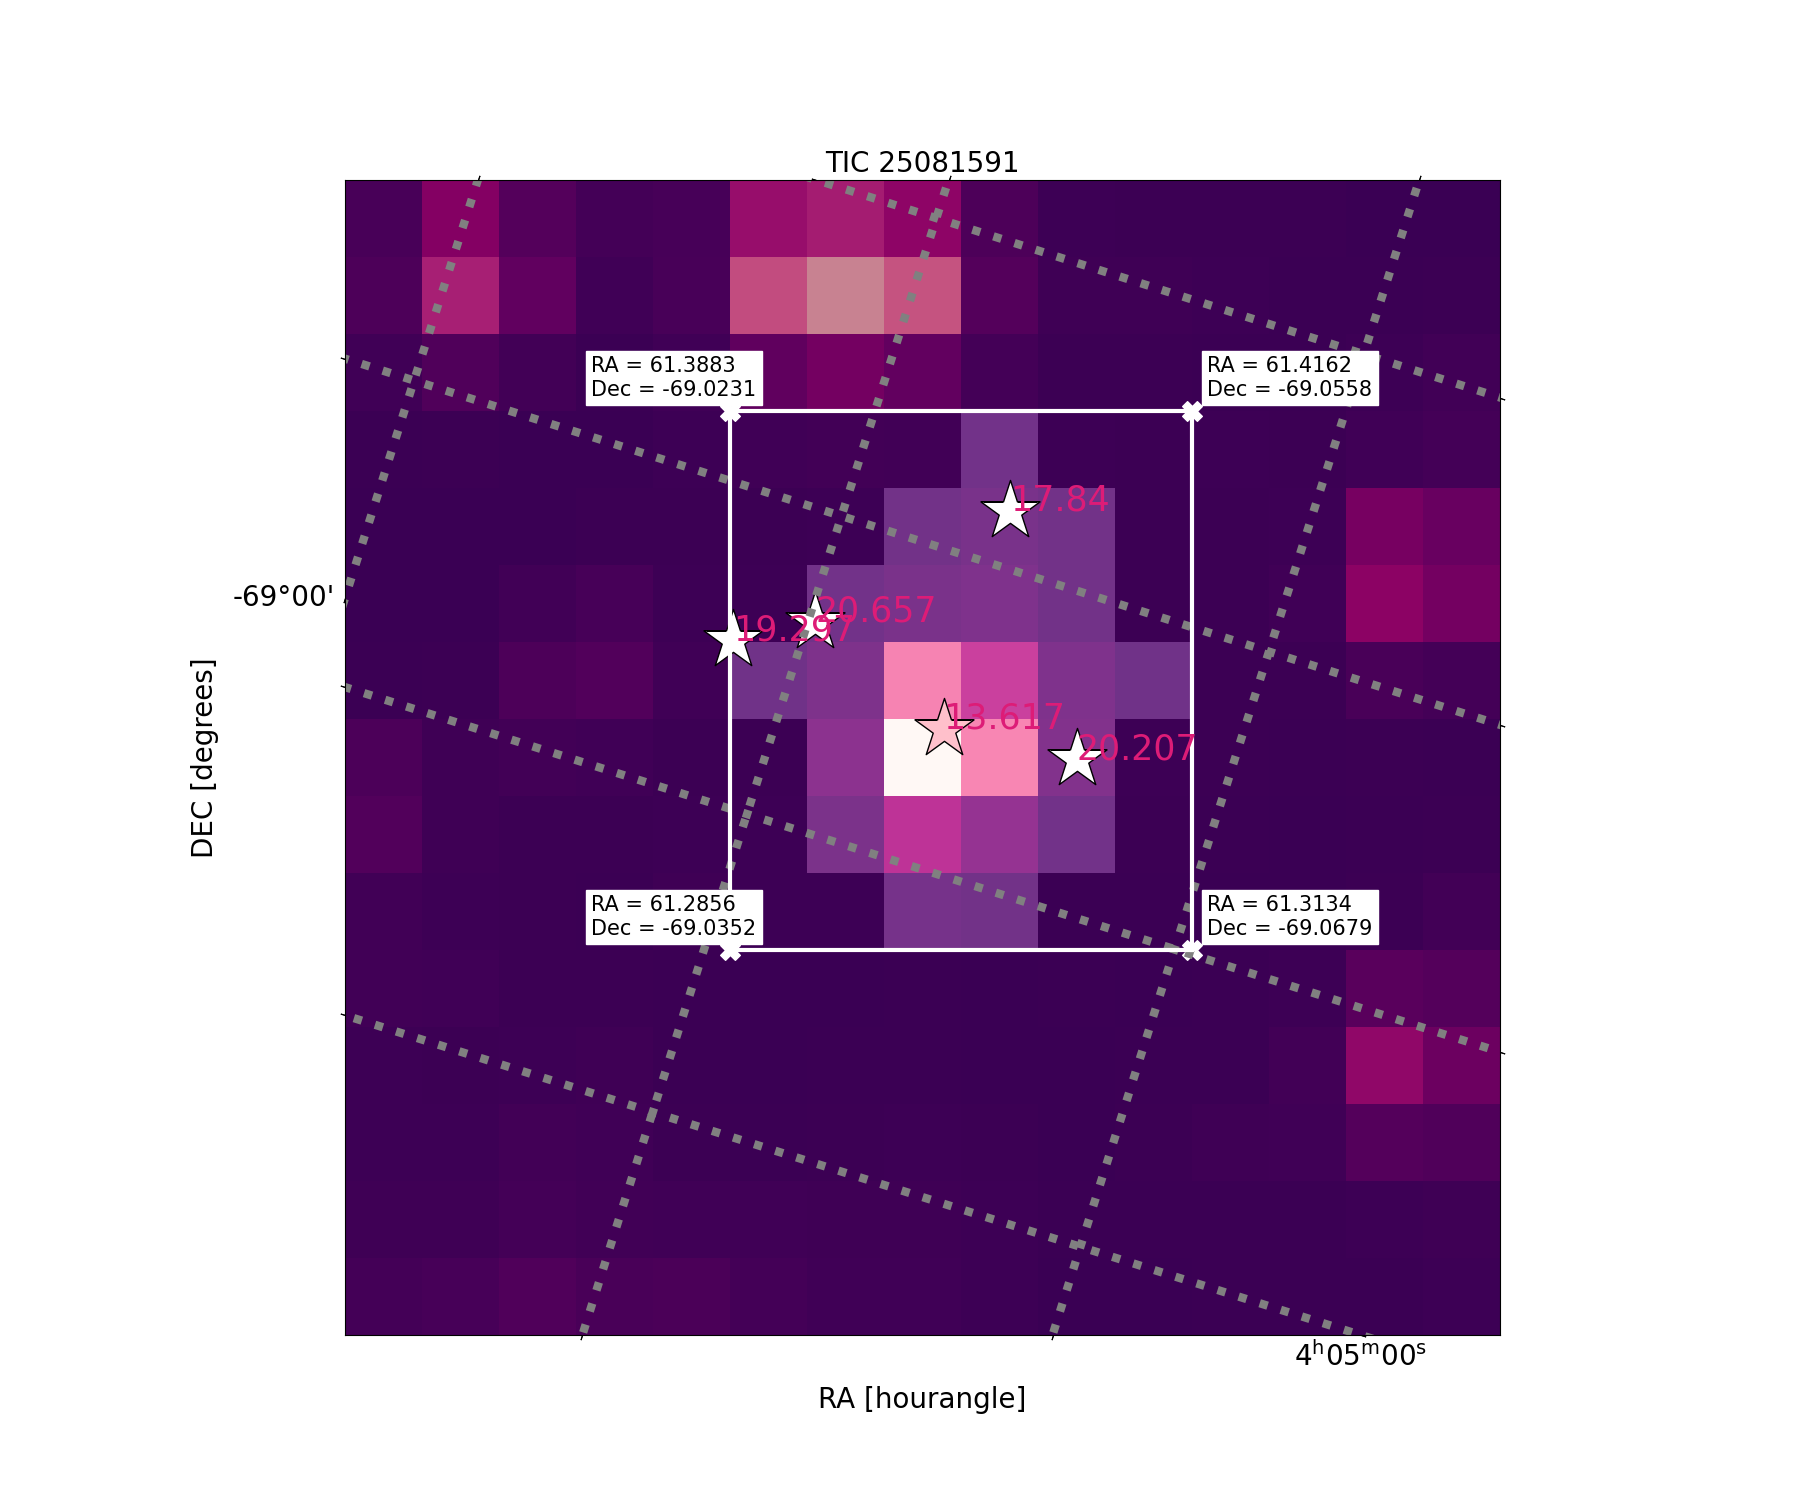 TIC 25081591
RA = 61.3883
Dec = -69.0231
RA = 61.4162
Dec = -69.0558
17.84
-69°00'
20.657
19.297
13.617
20.207
DEC [degrees]
RA = 61.2856
Dec = -69.0352
RA = 61.3134
Dec = -69.0679
4ʰ05ᵐ00ˢ
RA [hourangle]